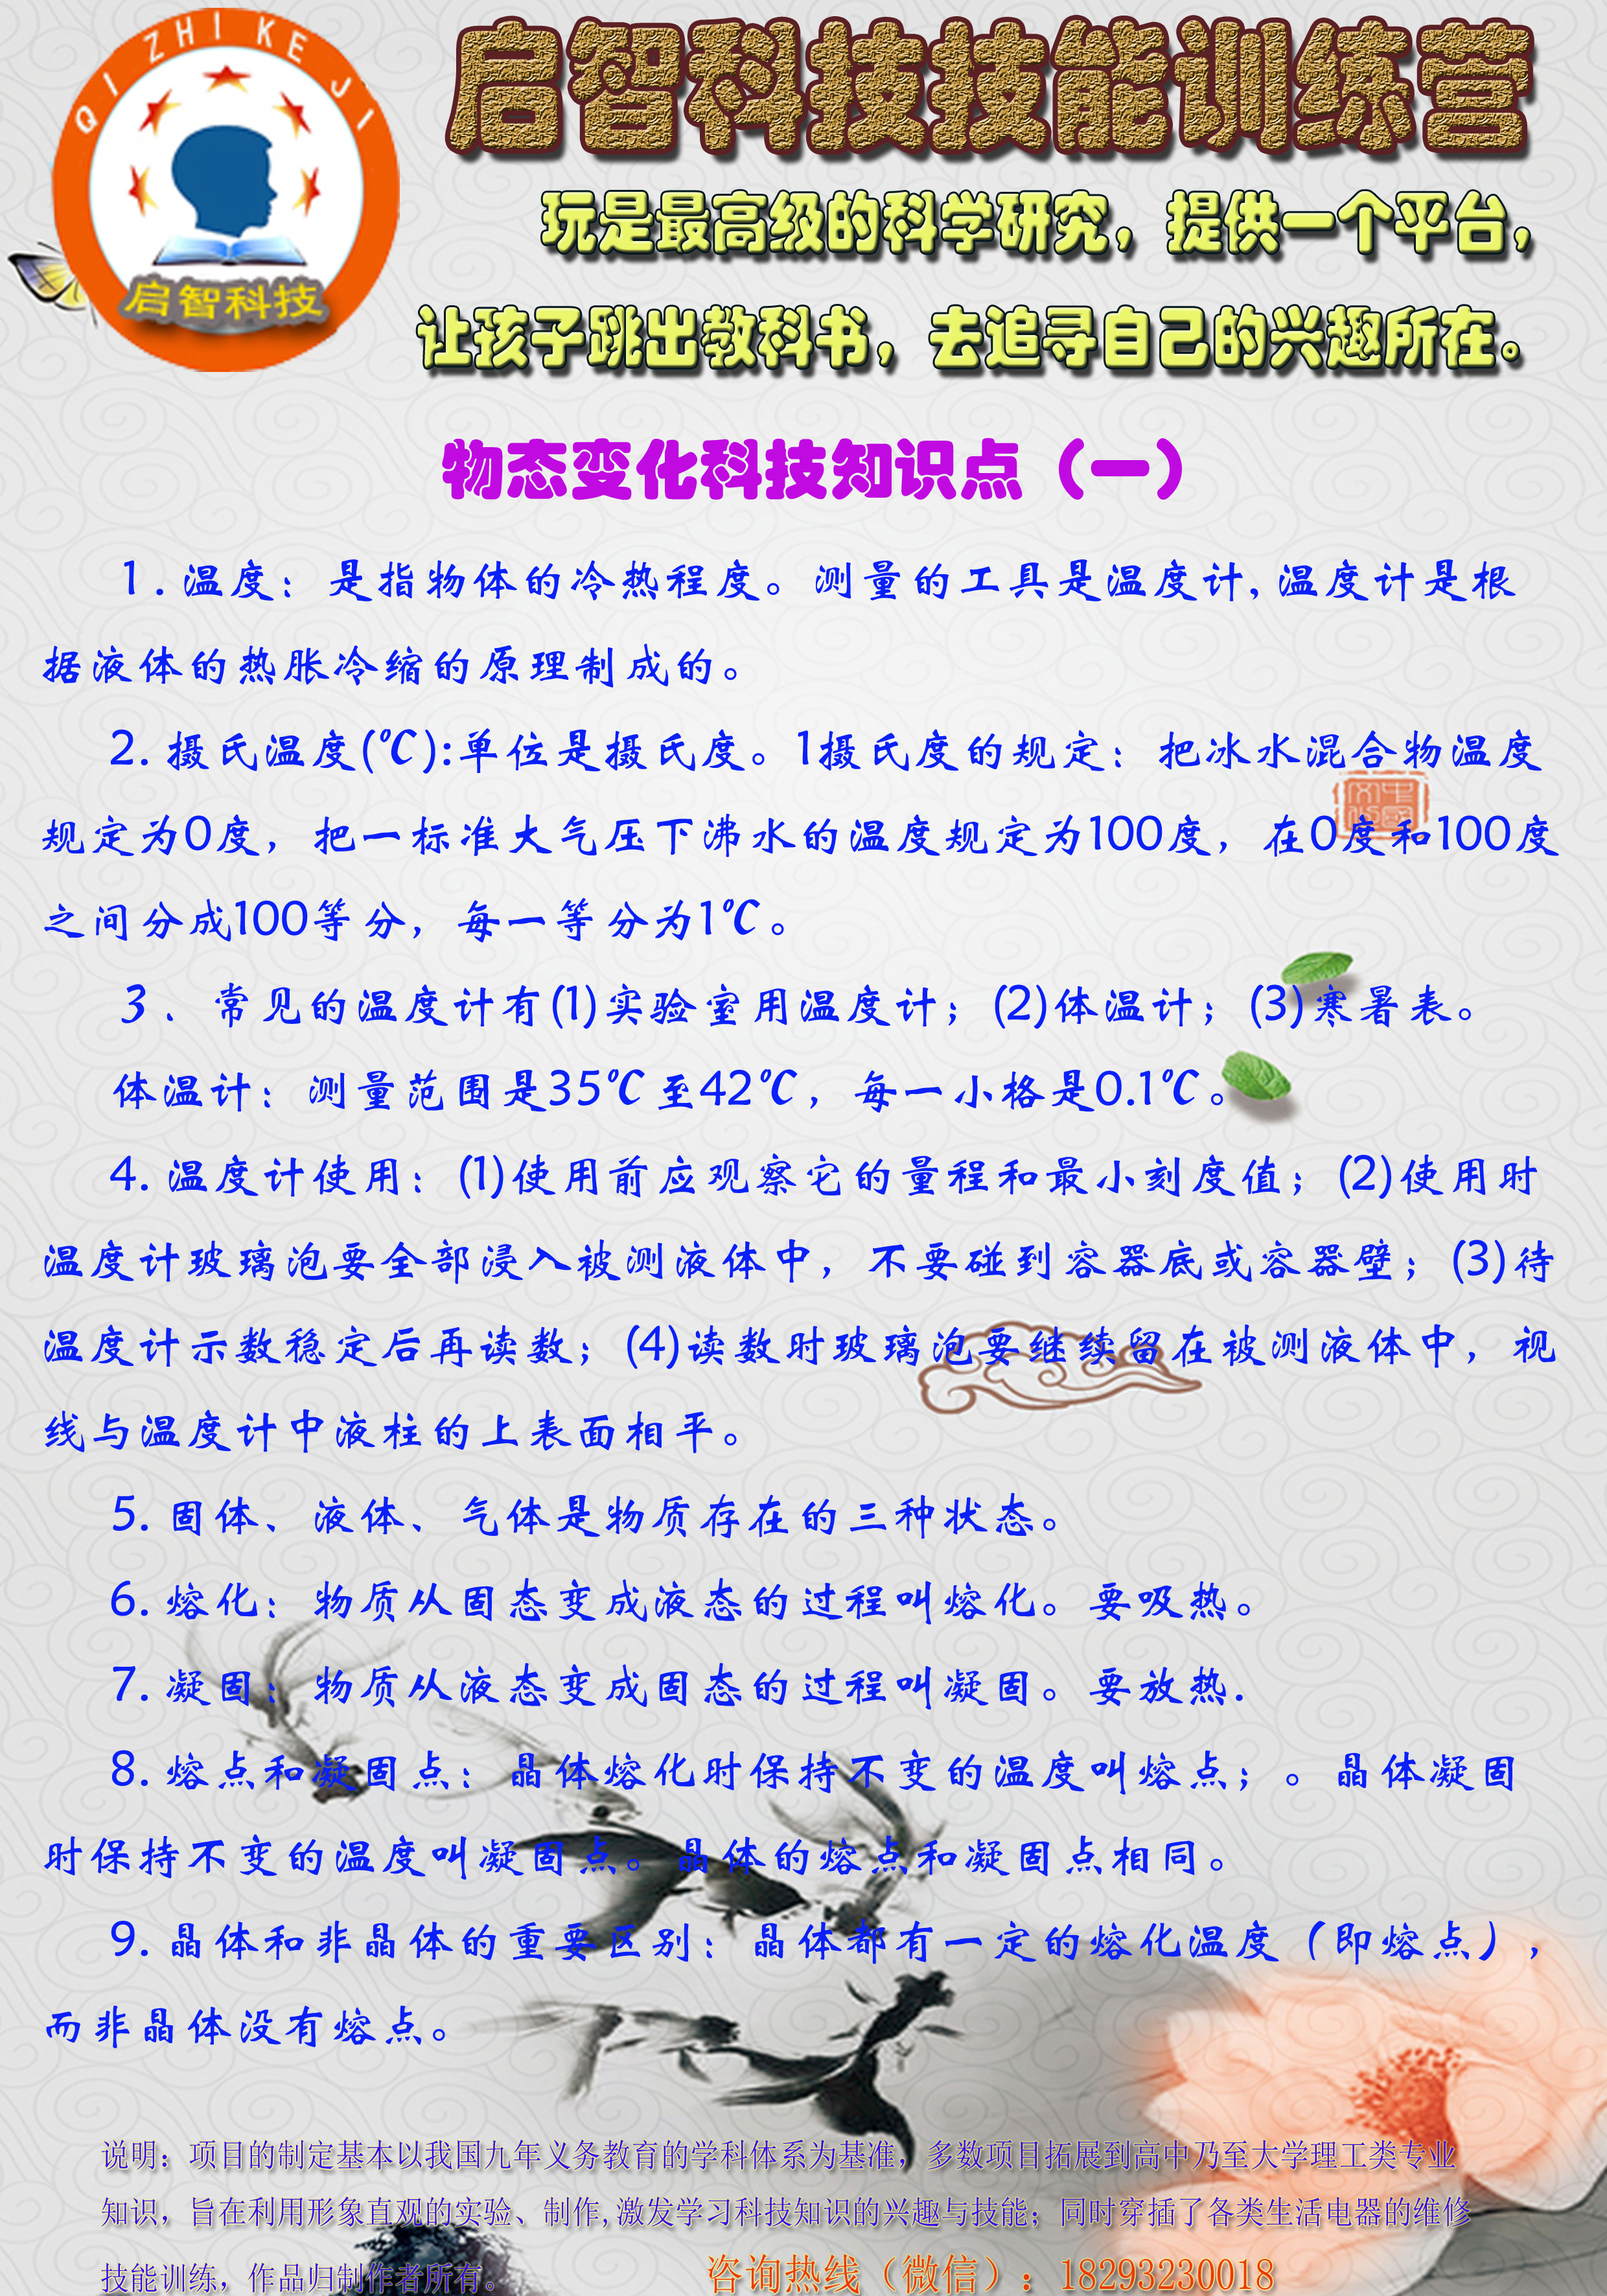 QI ZHI KE JI
启智科技
启智科技技能训练营
玩是最高级的科学研究，提供一个平台，
让孩子跳出教科书，去追寻自己的兴趣所在。
物态变化科技知识点（一）
1.温度：是指物体的冷热程度。测量的工具是温度计,温度计是根
据液体的热胀冷缩的原理制成的。
2.摄氏温度(℃):单位是摄氏度。1摄氏度的规定：把冰水混合物温度
规定为0度，把一标准大气压下沸水的温度规定为100度，在0度和100度
之间分成100等分，每一等分为1℃。
3、常见的温度计有(1)实验室用温度计；(2)体温计；(3)寒暑表。
体温计：测量范围是35℃至42℃，每一小格是0.1℃。
4.温度计使用：(1)使用前应观察它的量程和最小刻度值；(2)使用时
温度计玻璃泡要全部浸入被测液体中，不要碰到容器底或容器壁；(3)待
温度计示数稳定后再读数；(4)读数时玻璃泡要继续留在被测液体中，视
线与温度计中液柱的上表面相平。
5.固体、液体、气体是物质存在的三种状态。
6.熔化：物质从固态变成液态的过程叫熔化。要吸热。
7.凝固：物质从液态变成固态的过程叫凝固。要放热.
8.熔点和凝固点：晶体熔化时保持不变的温度叫熔点；。晶体凝固
时保持不变的温度叫凝固点。晶体的熔点和凝固点相同。
9.晶体和非晶体的重要区别：晶体都有一定的熔化温度（即熔点），
而非晶体没有熔点。
说明：项目的制定基本以我国九年义务教育的学科体系为基准，多数项目拓展到高中乃至大学理工类专业
知识，旨在利用形象直观的实验、制作,激发学习科技知识的兴趣与技能；同时穿插了各类生活电器的维修
技能训练，作品归制作者所有。
咨询热线（微信）：18293230018